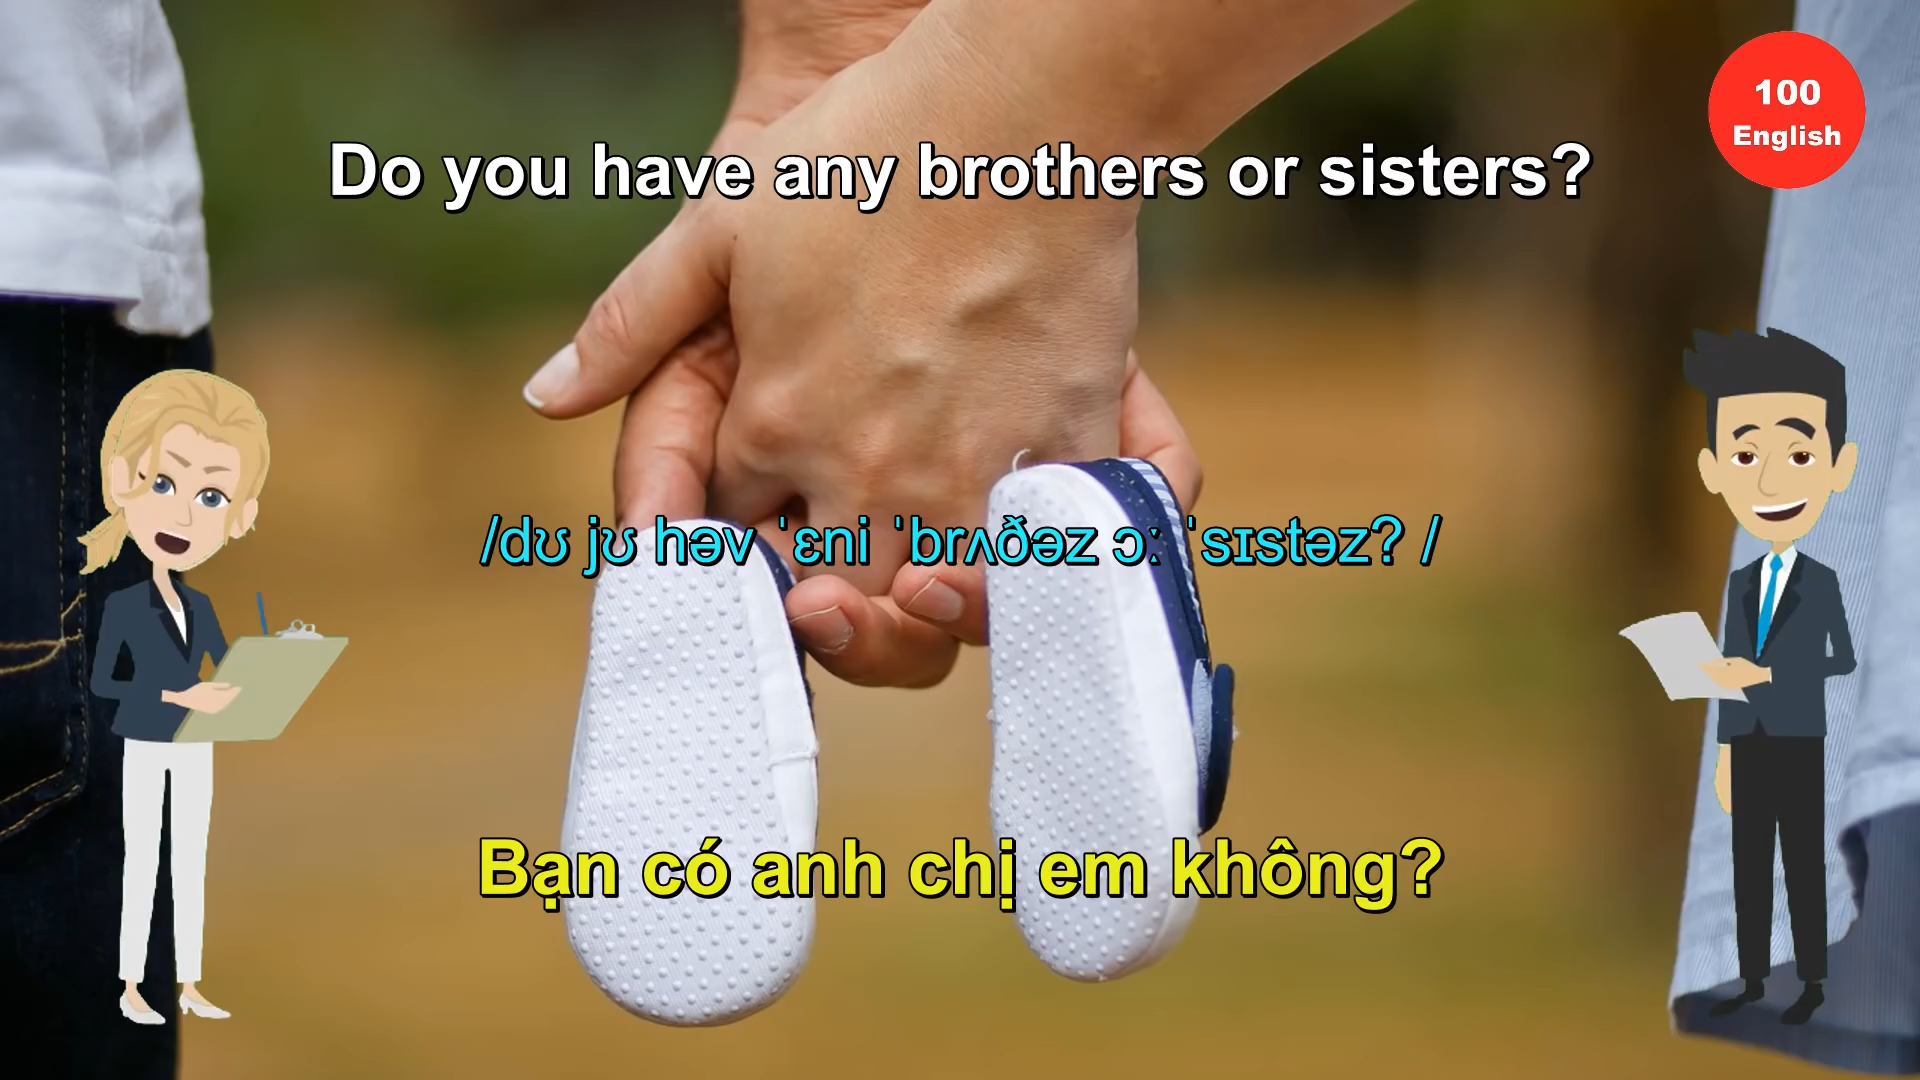 100
English
Do you have any brothers or sisters?
/dʊ jʊ həv ˈɛni ˈbrʌðəz ɔː ˈsɪstəz? /
Bạn có anh chị em không?